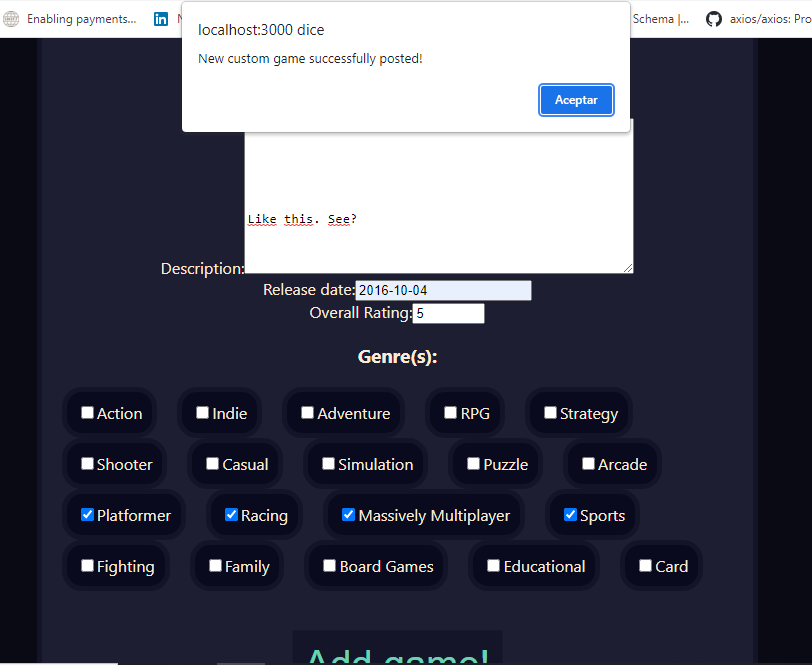 Enabling payments...
localhost:3000 dice
Schema |...
axios/axios: Pro
New custom game successfully posted!
Aceptar
Like this. See?
Description:
Release date: 2016-10-04
Overall Rating: 5
Genre(s):
Action Indie Adventure RPG Strategy
Shooter Casual Simulation Puzzle Arcade
Platformer Racing Massively Multiplayer Sports
Fighting Family Board Games Educational Card
Add game!